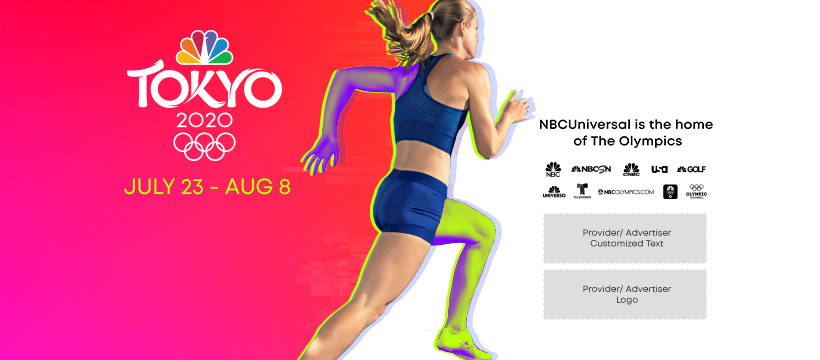 TOKYO
2020
JULY 23 - AUG 8
NBCUniversal is the home
of The Olympics
NBC
NBCSN
CNBC
USA
GOLF
UNIVERSO
TELEMUNDO
NBCOLYMPICS.COM
OLYMPIC
CHANNEL
Provider/ Advertiser
Customized Text
Provider/ Advertiser
Logo